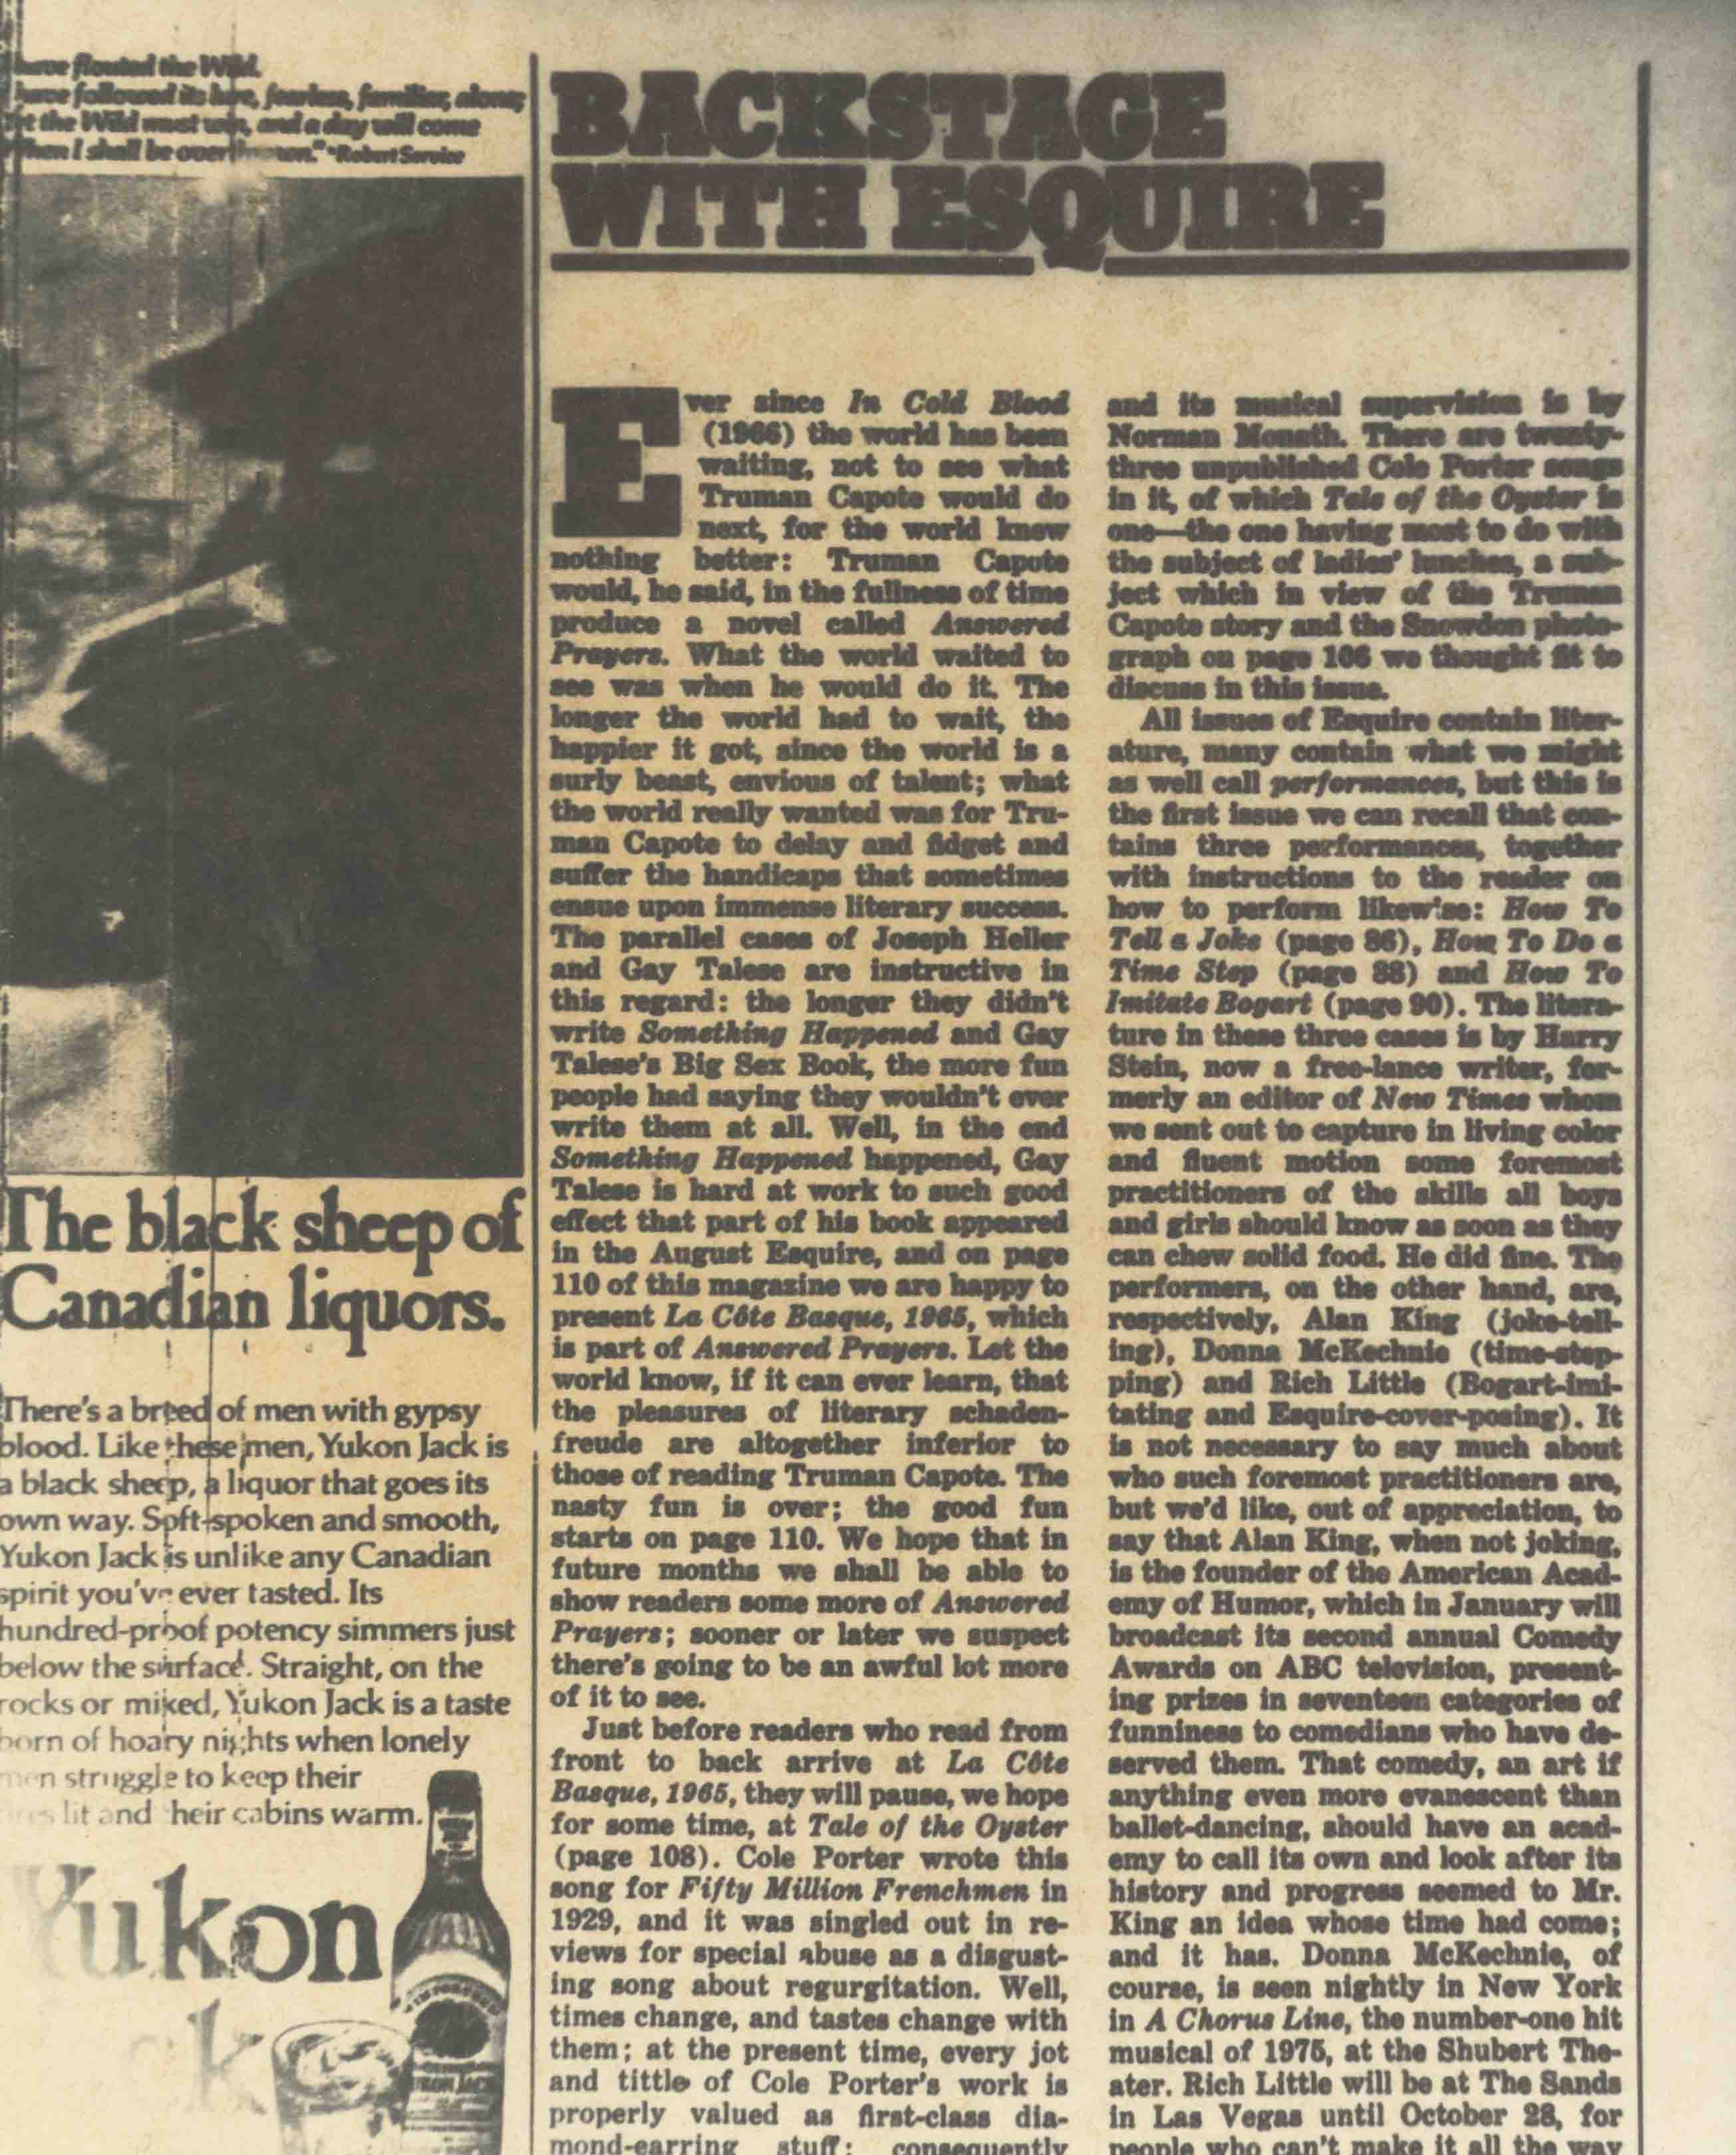 flouted the Wild.
followed its lure, fearless, familiar, alone;
the Wild must win, and a day will come
When I shall be over
"Robert Service
The black sheep of
Canadian liquors.
There's a breed of men with gypsy
blood. Like these men, Yukon Jack is
a black sheep, a liquor that goes its
own way. Soft-spoken and smooth,
Yukon Jack is unlike any Canadian
spirit you've ever tasted. Its
hundred-proof potency simmers just
below the surface. Straight, on the
rocks or mixed, Yukon Jack is a taste
born of hoary nights when lonely
men struggle to keep their
lit and their cabins warm.
Yukon
BACKSTAGE
WITH ESQUIRE
Ever since In Cold Blood
(1966) the world has been
waiting, not to see what
Truman Capote would do
next, for the world knew
nothing better: Truman Capote
would, he said, in the fullness of time
produce a novel called Answered
Prayers. What the world waited to
see was when he would do it. The
longer the world had to wait, the
happier it got, since the world is a
surly beast, envious of talent; what
the world really wanted was for Tru-
man Capote to delay and fidget and
suffer the handicaps that sometimes
ensue upon immense literary success.
The parallel cases of Joseph Heller
and Gay Talese are instructive in
this regard: the longer they didn't
write Something Happened and Gay
Talese's Big Sex Book, the more fun
people had saying they wouldn't ever
write them at all. Well, in the end
Something Happened happened, Gay
Talese is hard at work to such good
effect that part of his book appeared
in the August Esquire, and on page
110 of this magazine we are happy to
present La Côte Basque, 1965, which
is part of Answered Prayers. Let the
world know, if it can ever learn, that
the pleasures of literary schaden-
freude are altogether inferior to
those of reading Truman Capote. The
nasty fun is over; the good fun
starts on page 110. We hope that in
future months we shall be able to
show readers some more of Answered
Prayers; sooner or later we suspect
there's going to be an awful lot more
of it to see.
Just before readers who read from
front to back arrive at La Côte
Basque, 1965, they will pause, we hope
for some time, at Tale of the Oyster
(page 108). Cole Porter wrote this
song for Fifty Million Frenchmen in
1929, and it was singled out in re-
views for special abuse as a disgust-
ing song about regurgitation. Well,
times change, and tastes change with
them; at the present time, every jot
and tittle of Cole Porter's work is
properly valued as first-class dia-
mond-earring stuff; consequently
and its musical supervision is by
Norman Monath. There are twenty-
three unpublished Cole Porter songs
in it, of which Tale of the Oyster is
one—the one having most to do with
the subject of ladies' lunches, a sub-
ject which in view of the Truman
Capote story and the Snowdon photo-
graph on page 106 we thought fit to
discuss in this issue.
All issues of Esquire contain liter-
ature, many contain what we might
as well call performances, but this is
the first issue we can recall that con-
tains three performances, together
with instructions to the reader on
how to perform likewise: How To
Tell a Joke (page 86), How To Do a
Time Step (page 88) and How To
Imitate Bogart (page 90). The litera-
ture in these three cases is by Harry
Stein, now a free-lance writer, for-
merly an editor of New Times whom
we sent out to capture in living color
and fluent motion some foremost
practitioners of the skills all boys
and girls should know as soon as they
can chew solid food. He did fine. The
performers, on the other hand, are,
respectively, Alan King (joke-tell-
ing), Donna McKechnie (time-step-
ping) and Rich Little (Bogart-imi-
tating and Esquire-cover-posing). It
is not necessary to say much about
who such foremost practitioners are,
but we'd like, out of appreciation, to
say that Alan King, when not joking,
is the founder of the American Acad-
emy of Humor, which in January will
broadcast its second annual Comedy
Awards on ABC television, present-
ing prizes in seventeen categories of
funniness to comedians who have de-
served them. That comedy, an art if
anything even more evanescent than
ballet-dancing, should have an acad-
emy to call its own and look after its
history and progress seemed to Mr.
King an idea whose time had come;
and it has. Donna McKechnie, of
course, is seen nightly in New York
in A Chorus Line, the number-one hit
musical of 1975, at the Shubert The-
ater. Rich Little will be at The Sands
in Las Vegas until October 28, for
people who can't make it all the way